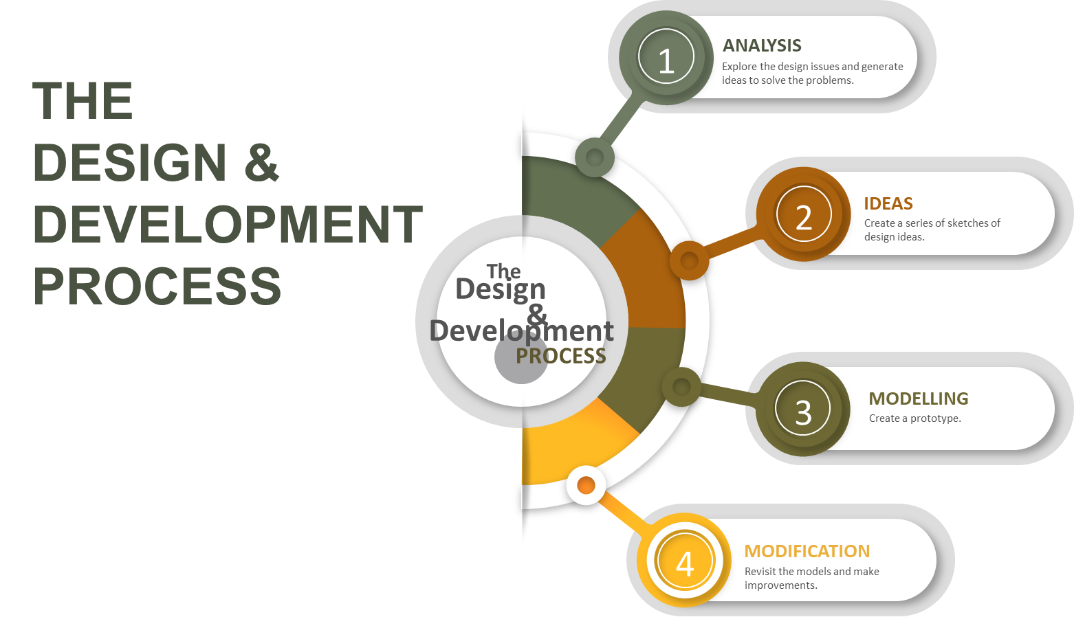 THE
DESIGN &
DEVELOPMENT
PROCESS
The
Design
&
Development
PROCESS
1
ANALYSIS
Explore the design issues and generate
ideas to solve the problems.
2
IDEAS
Create a series of sketches of
design ideas.
3
MODELLING
Create a prototype.
4
MODIFICATION
Revisit the models and make
improvements.